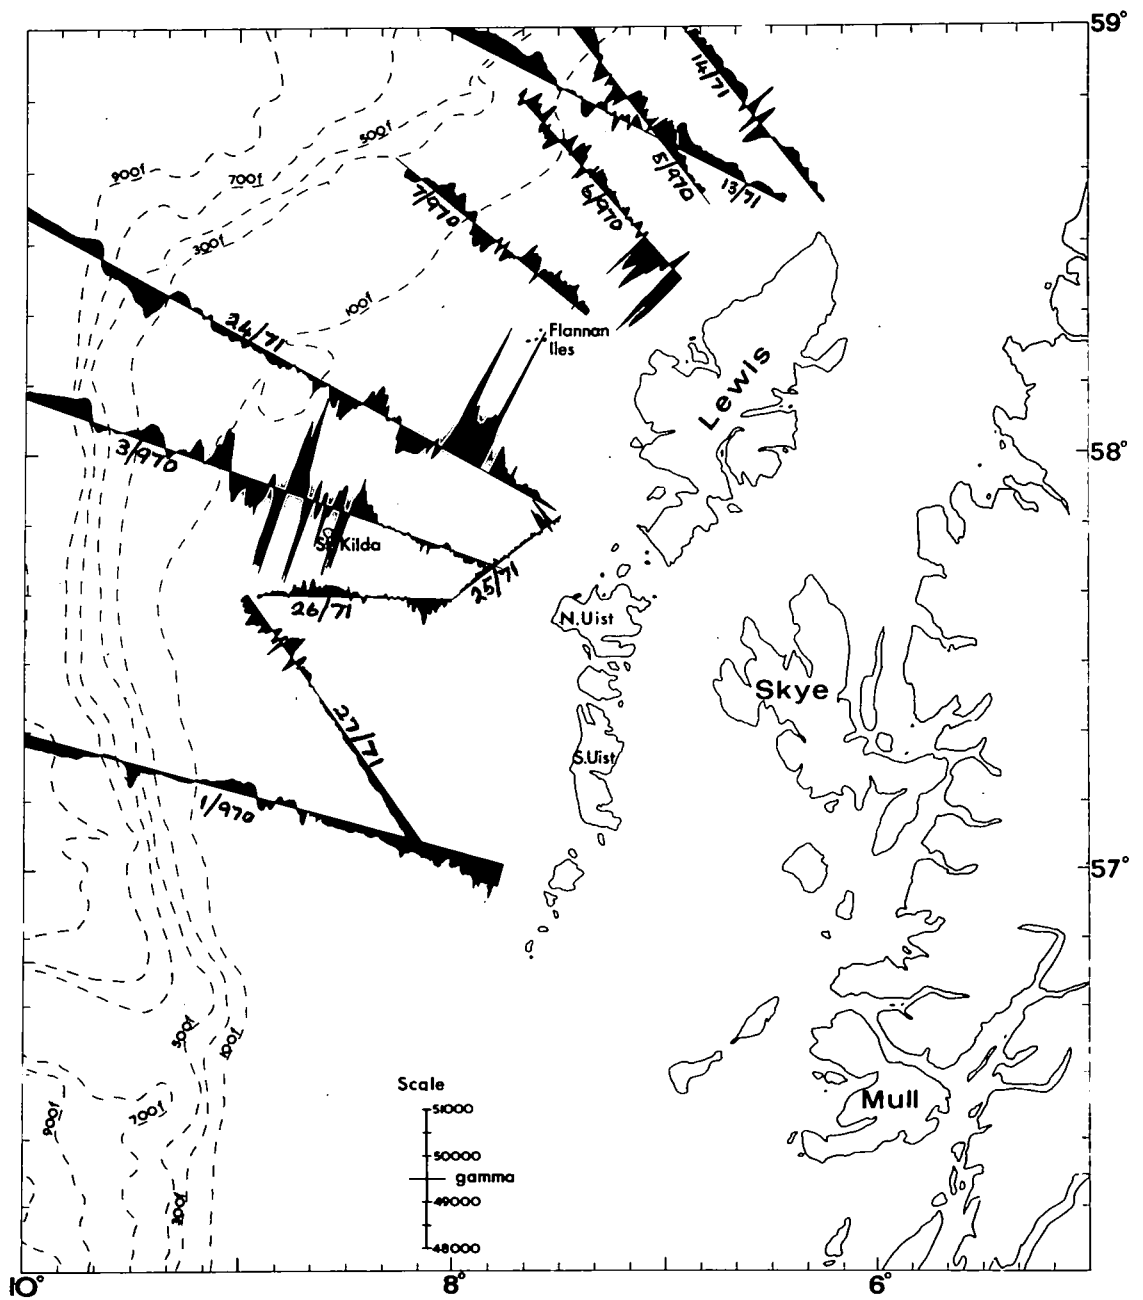 59°
14/71
500f
900f
700f
5/970
13/71
7/970
6/970
300f
100f
24/71
Flannan
Iles
Lewis
3/970
58°
St Kilda
25/71
26/71
N.Uist
Skye
27/71
S.Uist
1/970
57°
500f
100f
Scale
51000
900f
700f
Mull
50000
gamma
49000
100f
48000
10°
8°
6°